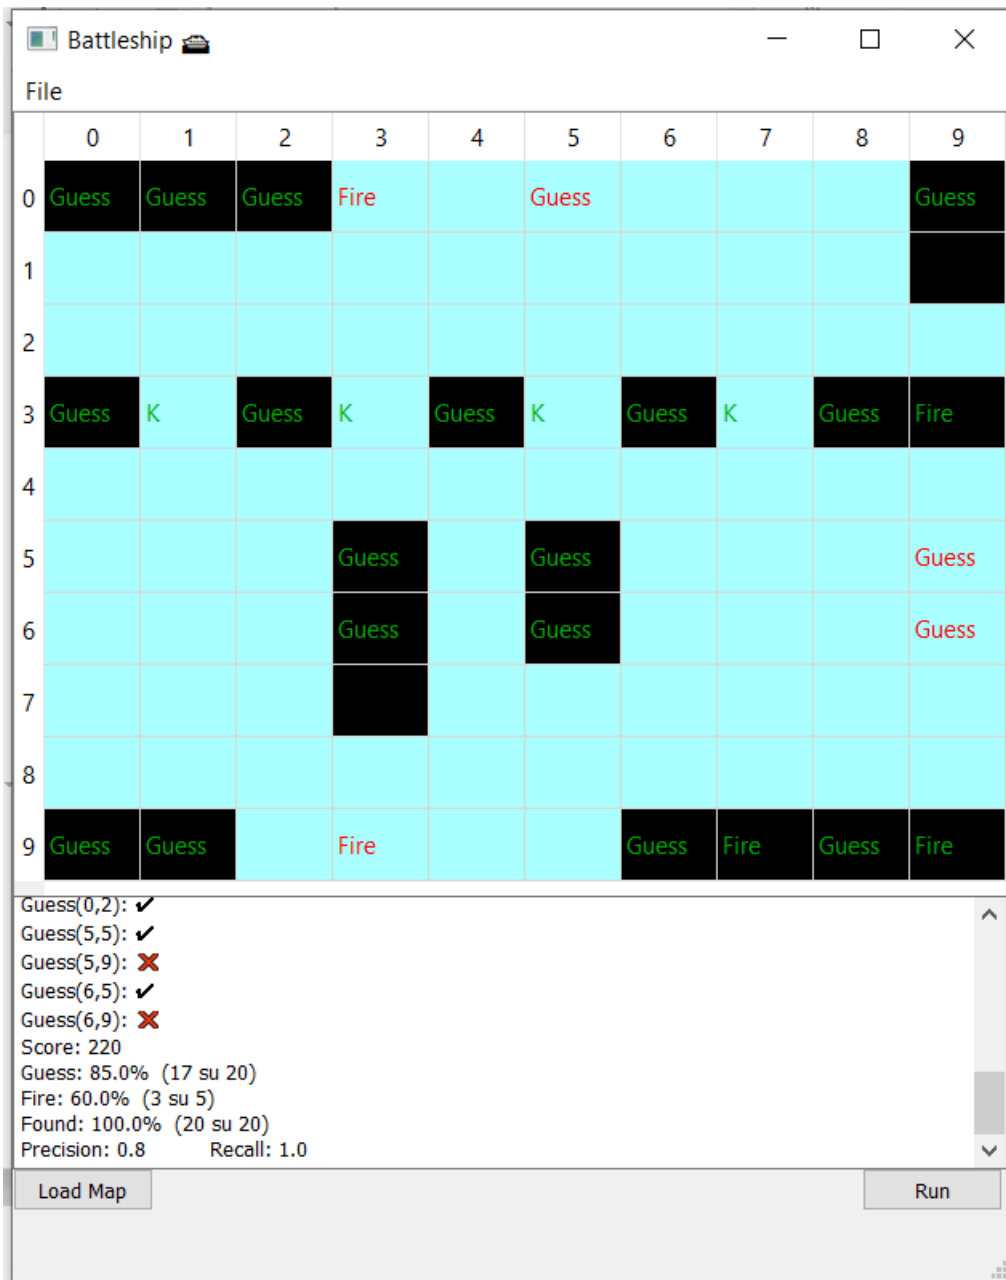 Battleship
File
0 1 2 3 4 5 6 7 8 9
0 Guess Guess Guess Fire Guess Guess
1
2
3 Guess K Guess K Guess K Guess K Guess Fire
4
5 Guess Guess Guess
6 Guess Guess Guess
7
8
9 Guess Guess Fire Guess Fire Guess Fire
Guess(0,2): ✔
Guess(5,5): ✔
Guess(5,9): ❌
Guess(6,5): ✔
Guess(6,9): ❌
Score: 220
Guess: 85.0% (17 su 20)
Fire: 60.0% (3 su 5)
Found: 100.0% (20 su 20)
Precision: 0.8 Recall: 1.0
Load Map Run